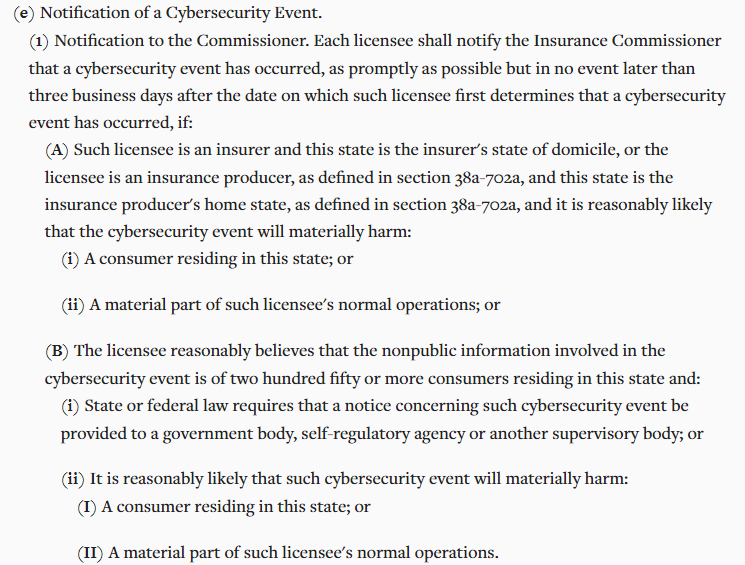 (e) Notification of a Cybersecurity Event.
(1) Notification to the Commissioner. Each licensee shall notify the Insurance Commissioner
that a cybersecurity event has occurred, as promptly as possible but in no event later than
three business days after the date on which such licensee first determines that a cybersecurity
event has occurred, if:
(A) Such licensee is an insurer and this state is the insurer's state of domicile, or the
licensee is an insurance producer, as defined in section 38a-702a, and this state is the
insurance producer's home state, as defined in section 38a-702a, and it is reasonably likely
that the cybersecurity event will materially harm:
(i) A consumer residing in this state; or
(ii) A material part of such licensee's normal operations; or
(B) The licensee reasonably believes that the nonpublic information involved in the
cybersecurity event is of two hundred fifty or more consumers residing in this state and:
(i) State or federal law requires that a notice concerning such cybersecurity event be
provided to a government body, self-regulatory agency or another supervisory body; or
(ii) It is reasonably likely that such cybersecurity event will materially harm:
(I) A consumer residing in this state; or
(II) A material part of such licensee's normal operations.